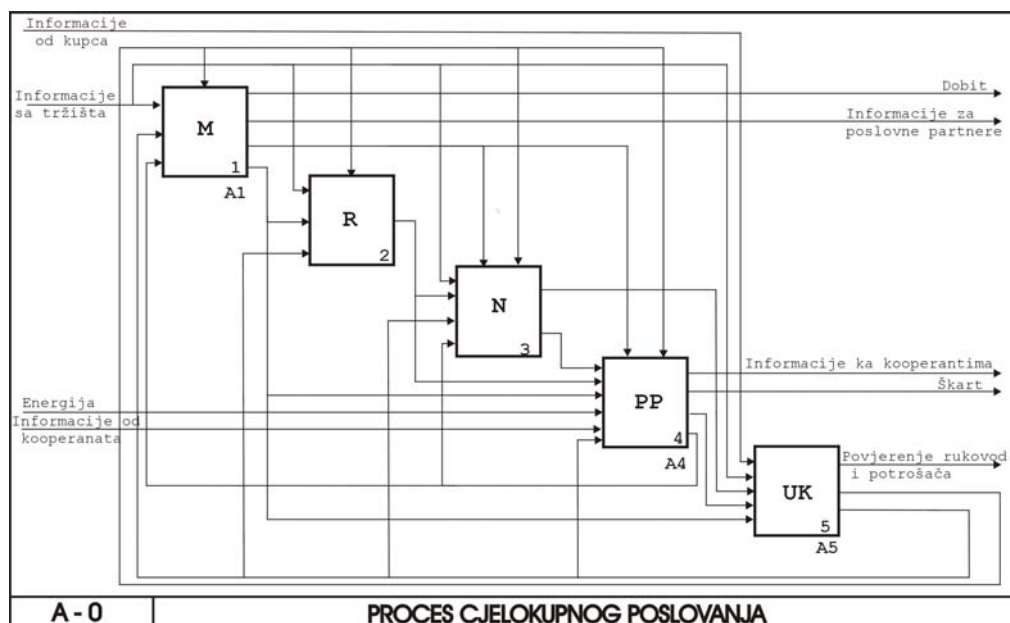 Informacije
od kupca
Informacije
sa tržišta
Dobit
Informacije za
poslovne partnere
M
1
A1
R
2
N
3
Informacije ka kooperantima
Škart
Energija
Informacije od
kooperanata
PP
4
A4
Povjerenje rukovod
i potrošača
UK
5
A5
A - 0
PROCES CJELOKUPNOG POSLOVANJA